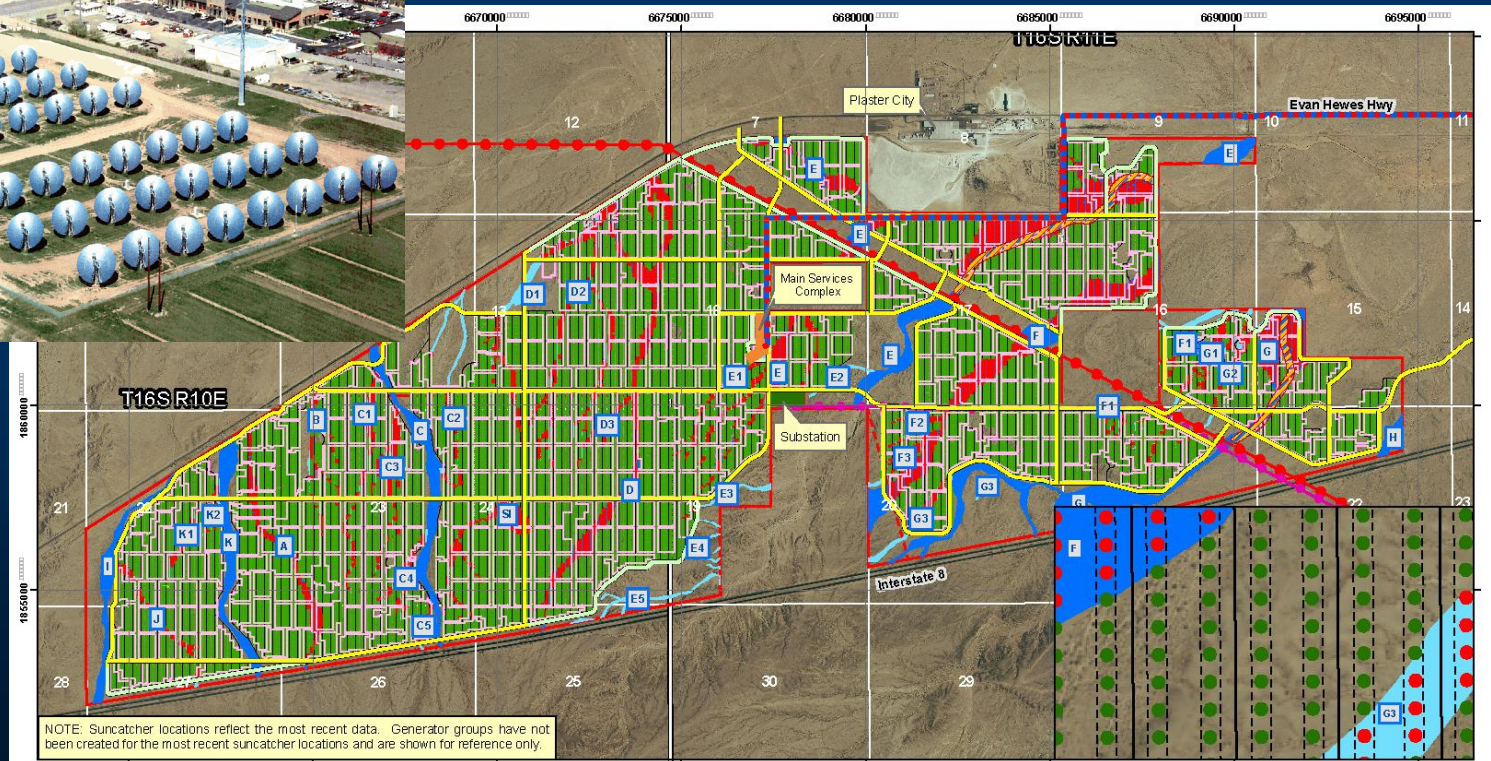 6670000
6675000
6680000
6685000
6690000
6695000
T16S R11E
Plaster City
Evan Hewes Hwy
12
7
8
9
10
11
E
E
E
Main Services
Complex
D1
D2
13
18
17
16
15
14
F
F1
G1
G
G2
E
E1
E
E2
T16S R10E
1860000
B
C1
C
C2
D3
F2
F1
Substation
H
C3
F3
D
E3
G3
G
21
22
23
24
19
20
22
23
K2
K1
K
A
SI
G3
E4
I
C4
Interstate 8
1855000
E5
J
C5
28
26
25
30
29
F
G3
NOTE: Suncatcher locations reflect the most recent data. Generator groups have not
been created for the most recent suncatcher locations and are shown for reference only.